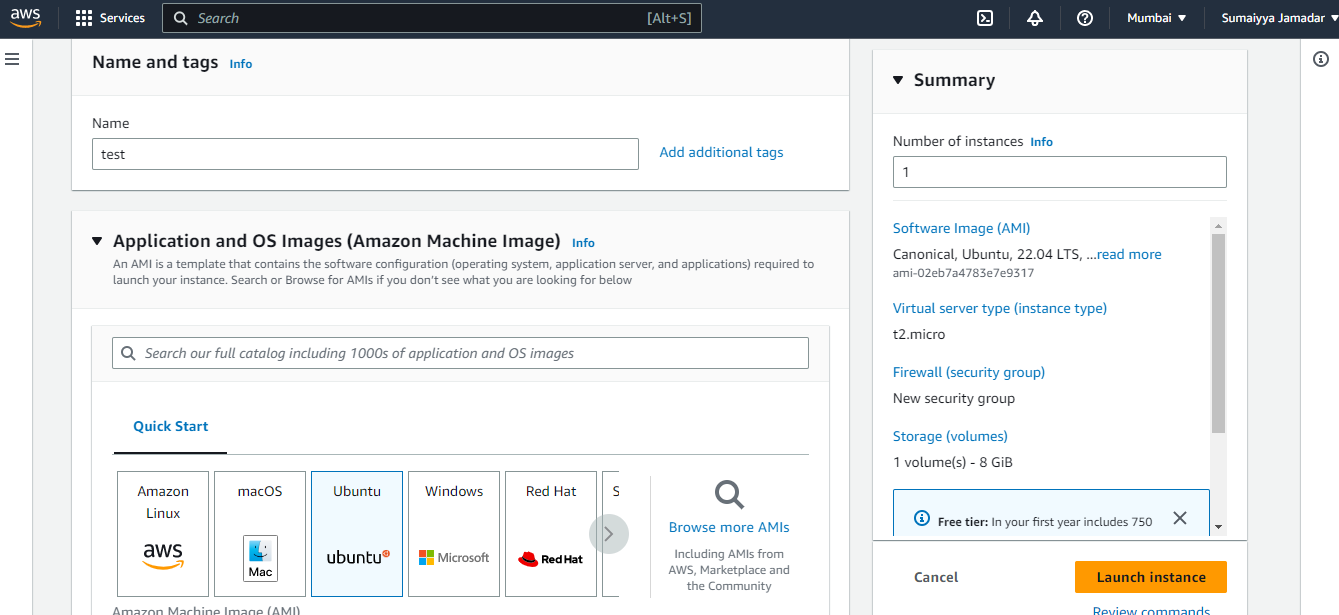 aws
Services
Search
[Alt+S]
Mumbai
Sumaiyya Jamadar
Name and tags Info
Name
test
Add additional tags
Application and OS Images (Amazon Machine Image) Info
An AMI is a template that contains the software configuration (operating system, application server, and applications) required to
launch your instance. Search or Browse for AMIs if you don't see what you are looking for below
Search our full catalog including 1000s of application and OS images
Quick Start
Amazon
Linux
aws
macOS
Mac
Ubuntu
ubuntu
Windows
Microsoft
Red Hat
Red Hat
S
Browse more AMIs
Including AMIs from
AWS, Marketplace and
the Community
Amazon Machine Image (AMI)
Summary
Number of instances Info
1
Software Image (AMI)
Canonical, Ubuntu, 22.04 LTS, ...read more
ami-02eb7a4783e7e9317
Virtual server type (instance type)
t2.micro
Firewall (security group)
New security group
Storage (volumes)
1 volume(s) - 8 GiB
Free tier: In your first year includes 750
Cancel
Launch instance
Review commands